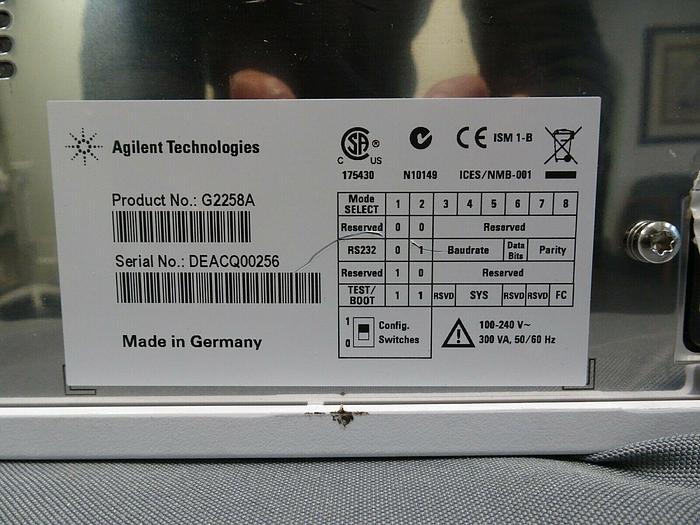 Agilent Technologies
Product No.: G2258A
Serial No.: DEACQ00256
Made in Germany
SA
C US
175430
N10149
CE ISM 1-B
ICES/NMB-001
Mode SELECT 1 2 3 4 5 6 7 8
Reserved 0 0 Reserved
RS232 0 1 Baudrate Data Bits Parity
Reserved 1 0 Reserved
TEST/BOOT 1 1 RSVD SYS RSVD RSVD FC
1
0
Config.
Switches
100-240 V~
300 VA, 50/60 Hz